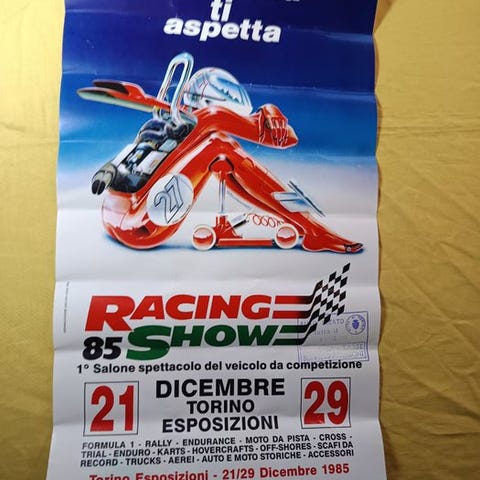 ti
aspetta
27
RACING
85 SHOW
1° Salone spettacolo del veicolo da competizione
21 DICEMBRE 29
TORINO
ESPOSIZIONI
FORMULA 1 - RALLY - ENDURANCE - MOTO DA PISTA - CROSS -
TRIAL - ENDURO - KARTS - HOVERCRAFTS - OFF-SHORES - SCAFI DA
RECORD - TRUCKS - AEREI - AUTO E MOTO STORICHE - ACCESSORI
Torino Esposizioni - 21/29 Dicembre 1985